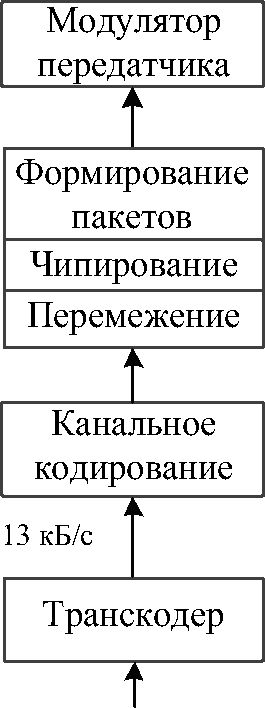 Модулятор
передатчика
Формирование
пакетов
Чипирование
Перемежение
Канальное
кодирование
13 кБ/с
Транскодер